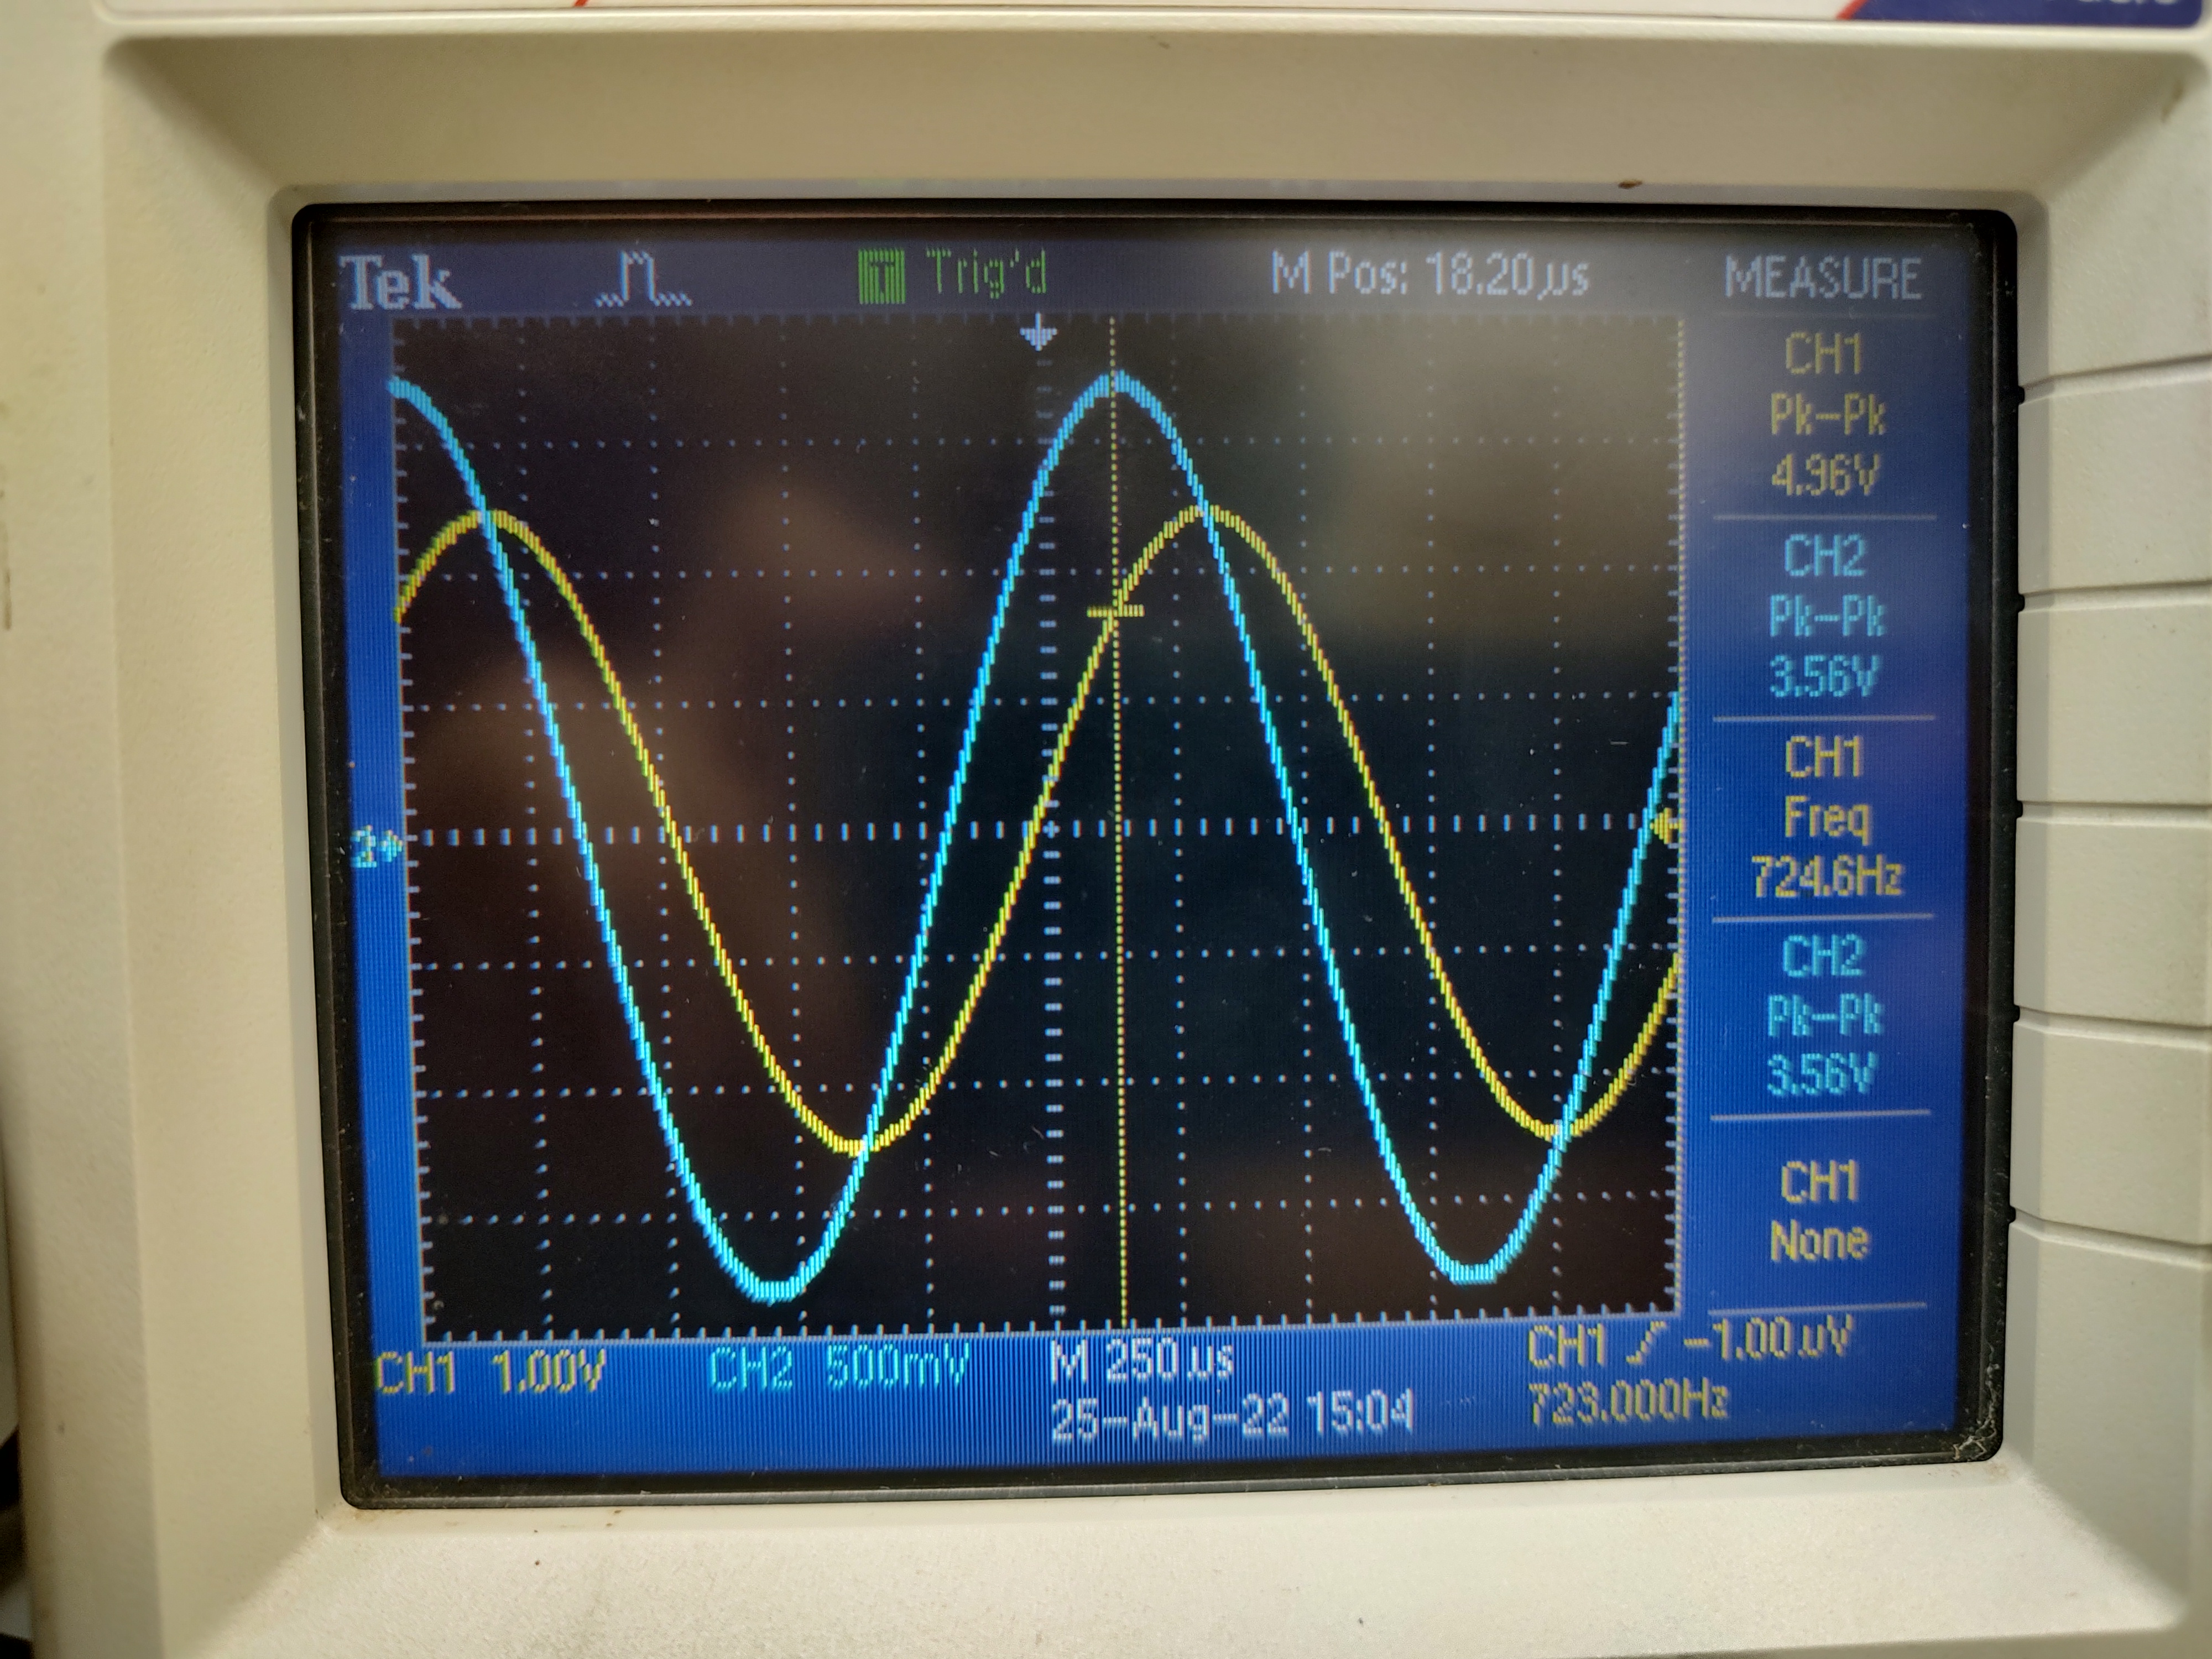 Tek T Trig'd M Pos: 18.20µs MEASURE
CH1
Pk-Pk
4.96V
CH2
Pk-Pk
3.56V
CH1
Freq
724.6Hz
2
CH2
Pk-Pk
3.56V
CH1
None
CH1 1.00V CH2 500mV M 250µs CH1 -1.00µV
25-Aug-22 15:04 723.000Hz